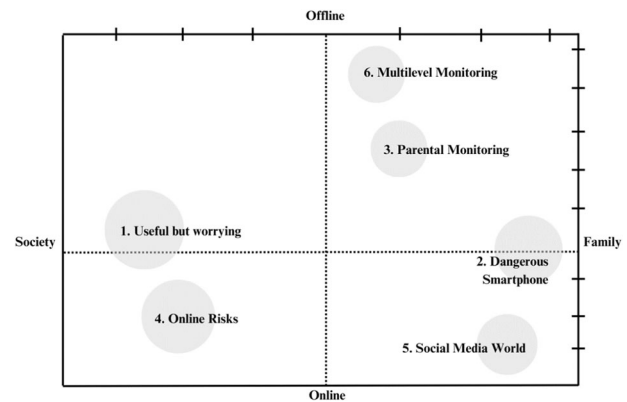 Offline
6. Multilevel Monitoring
3. Parental Monitoring
1. Useful but worrying
Society
Family
2. Dangerous
Smartphone
4. Online Risks
5. Social Media World
Online